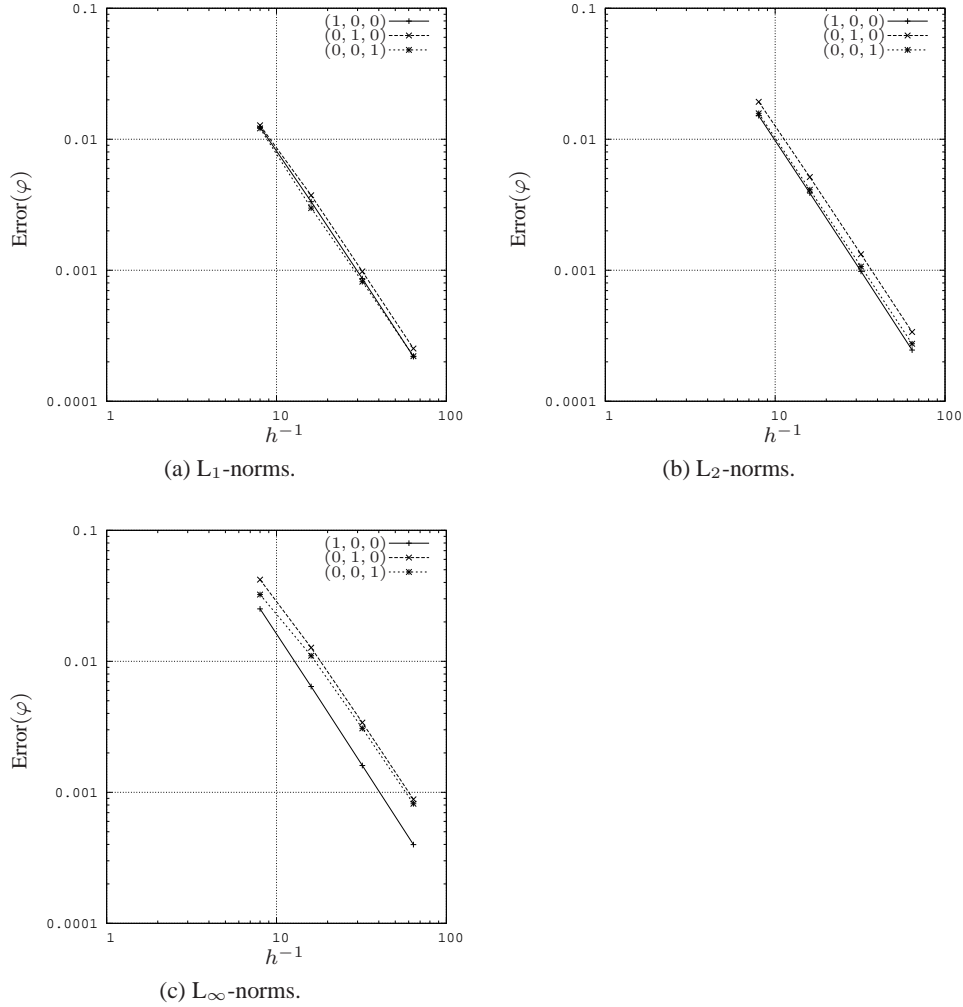 0.1
(1, 0, 0)
(0, 1, 0)
(0, 0, 1)
0.01
Error(φ)
0.001
0.0001
1
10
100
h⁻¹
(a) L₁-norms.
0.1
(1, 0, 0)
(0, 1, 0)
(0, 0, 1)
0.01
Error(φ)
0.001
0.0001
1
10
100
h⁻¹
(b) L₂-norms.
0.1
(1, 0, 0)
(0, 1, 0)
(0, 0, 1)
0.01
Error(φ)
0.001
0.0001
1
10
100
h⁻¹
(c) L∞-norms.